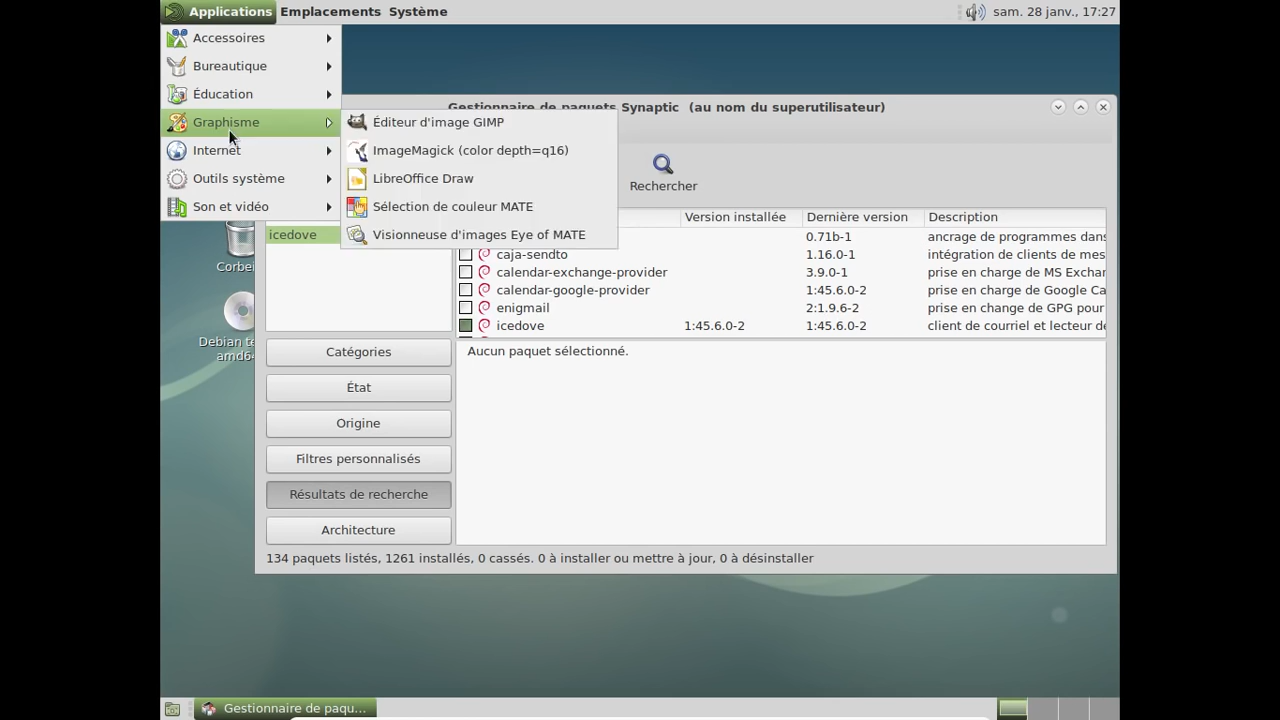 Applications Emplacements Système
sam. 28 janv., 17:27
Accessoires
Bureautique
Éducation
Graphisme
Internet
Outils système
Son et vidéo
Éditeur d'image GIMP
ImageMagick (color depth=q16)
LibreOffice Draw
Sélection de couleur MATE
Visionneuse d'images Eye of MATE
Gestionnaire de paquets Synaptic (au nom du superutilisateur)
Rechercher
Version installée Dernière version Description
icedove
0.71b-1 ancrage de programmes dans
caja-sendto 1.16.0-1 intégration de clients de mes
calendar-exchange-provider 3.9.0-1 prise en charge de MS Exchan
calendar-google-provider 1:45.6.0-2 prise en charge de Google Ca
enigmail 2:1.9.6-2 prise en change de GPG pour
icedove 1:45.6.0-2 1:45.6.0-2 client de courriel et lecteur de
Aucun paquet sélectionné.
Catégories
État
Origine
Filtres personnalisés
Résultats de recherche
Architecture
134 paquets listés, 1261 installés, 0 cassés. 0 à installer ou mettre à jour, 0 à désinstaller
Corbei
Debian te
amd64
Gestionnaire de paqu...